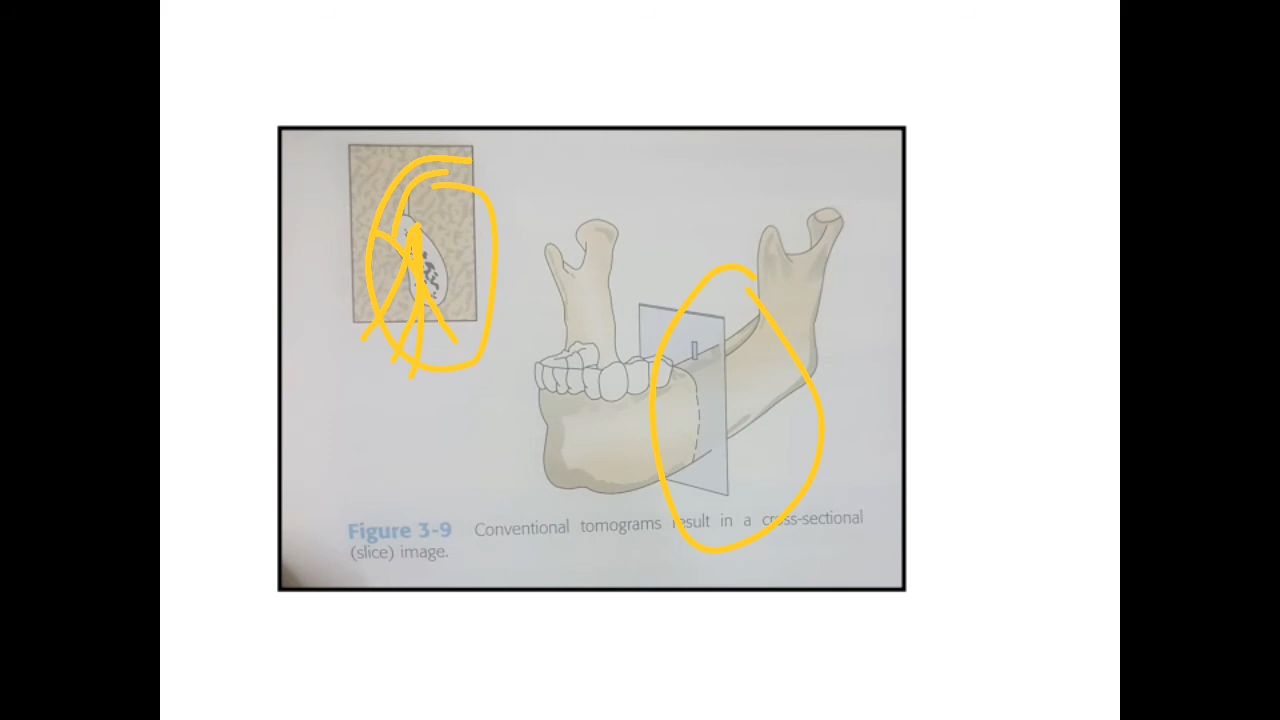 Figure 3-9 Conventional tomograms result in a cross-sectional
(slice) image.